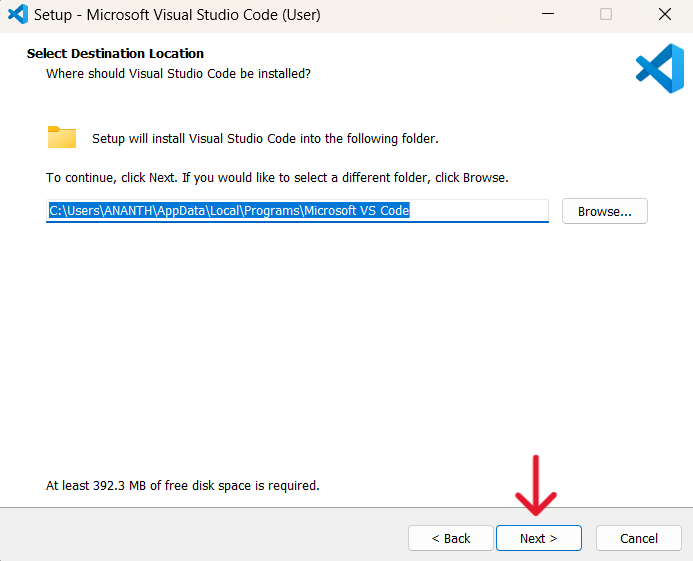 Setup - Microsoft Visual Studio Code (User)
Select Destination Location
Where should Visual Studio Code be installed?
Setup will install Visual Studio Code into the following folder.
To continue, click Next. If you would like to select a different folder, click Browse.
C:\Users\ANANTH\AppData\Local\Programs\Microsoft VS Code
Browse...
At least 392.3 MB of free disk space is required.
< Back
Next >
Cancel